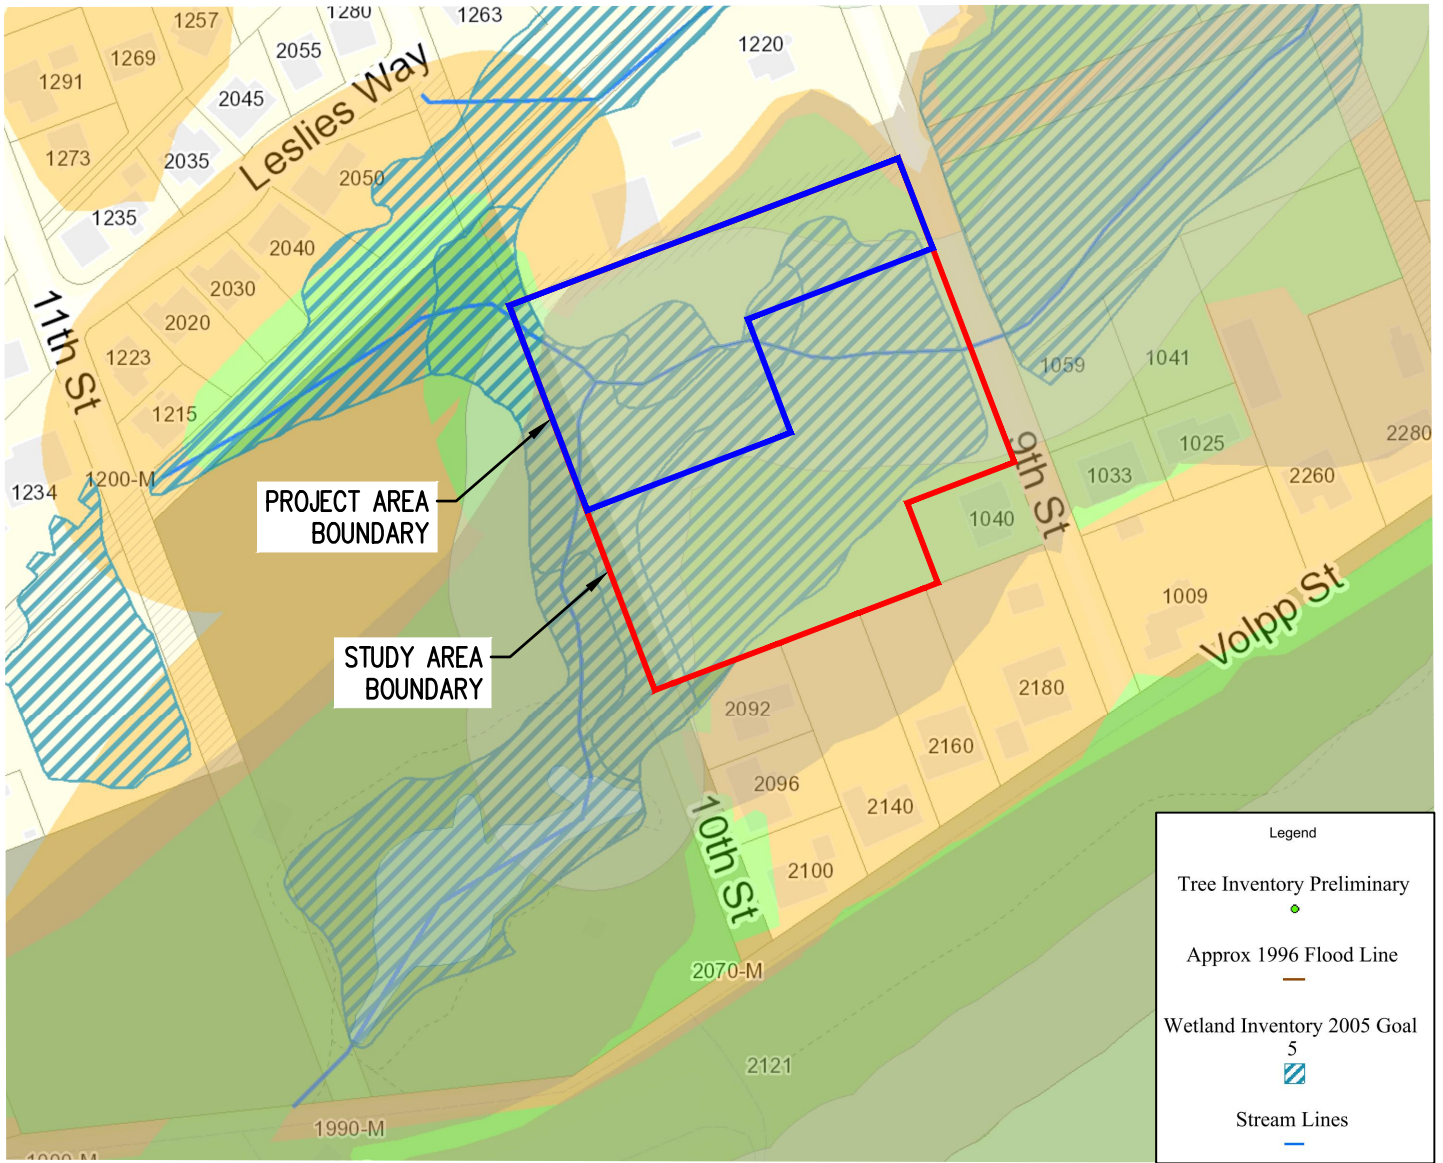 1257
1280
1263
1269
2055
1220
1291
2045
Leslies Way
1273
2035
2050
1235
2040
2030
11th St
2020
1223
1215
1059
1041
1200-M
1234
9th St
1025
1033
2280
2260
PROJECT AREA
BOUNDARY
1040
STUDY AREA
BOUNDARY
1009
Volpp St
2180
2092
2160
2096
2140
10th St
2100
2070-M
2121
1990-M
Legend
Tree Inventory Preliminary
Approx 1996 Flood Line
Wetland Inventory 2005 Goal
5
Stream Lines